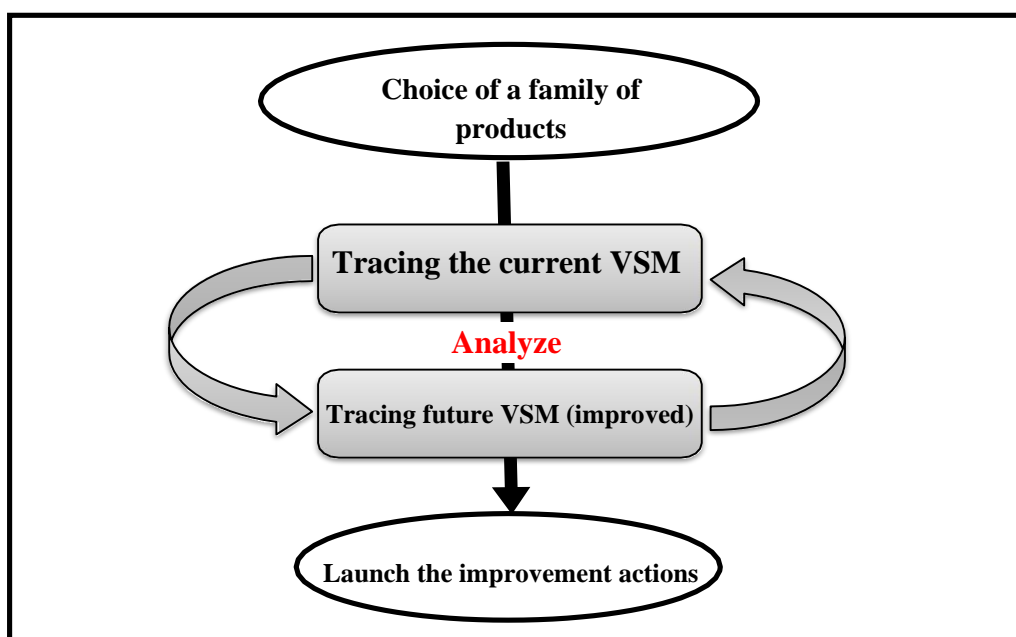 Choice of a family of
products
Tracing the current VSM
Analyze
Tracing future VSM (improved)
Launch the improvement actions